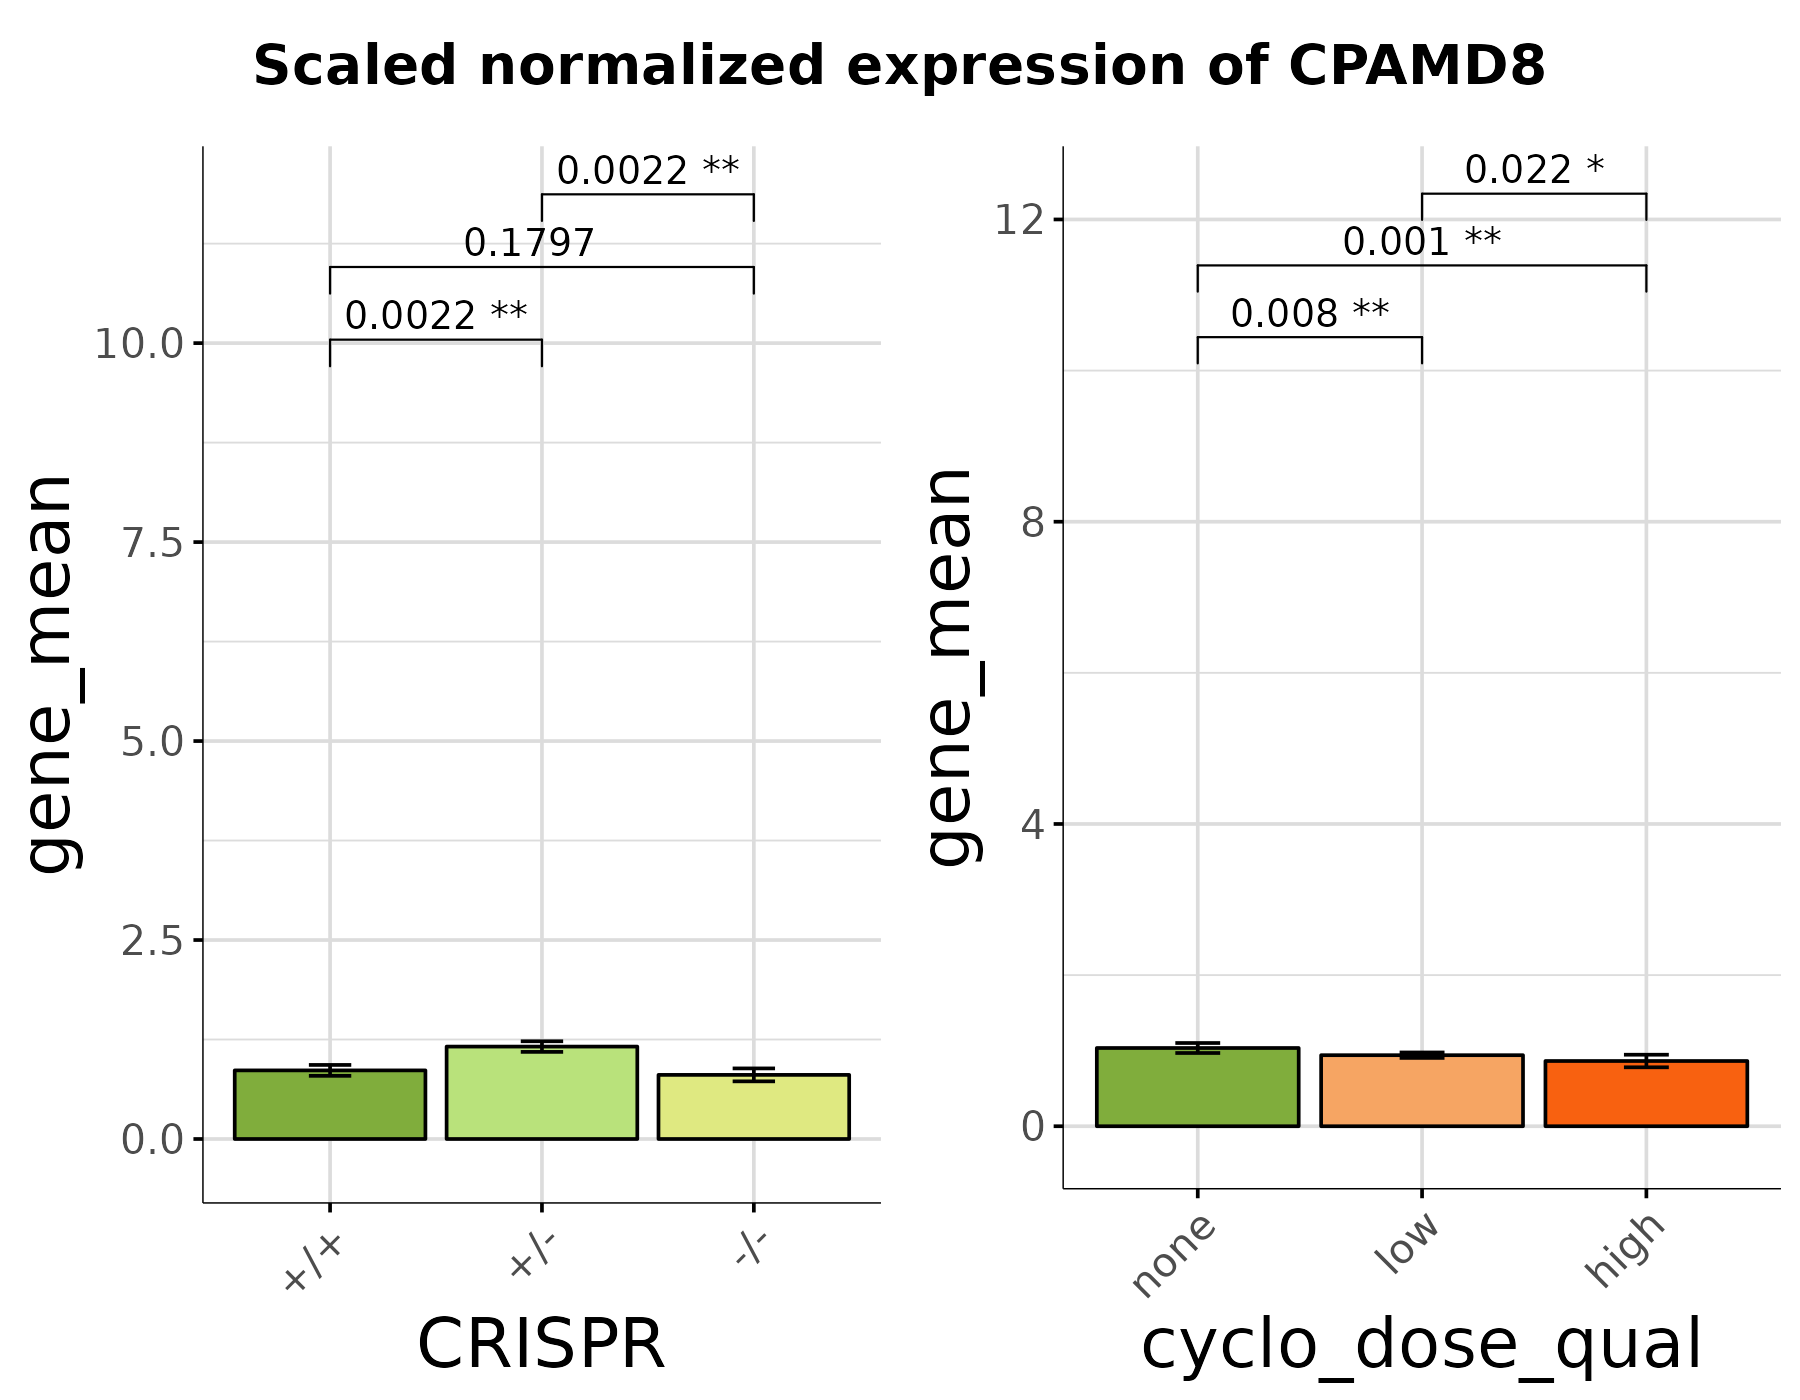 Scaled normalized expression of CPAMD8
gene_mean
10.0
7.5
5.0
2.5
0.0
0.0022 **
0.1797
0.0022 **
+/+
+/-
-/-
CRISPR
gene_mean
12
8
4
0
0.022 *
0.001 **
0.008 **
none
low
high
cyclo_dose_qual